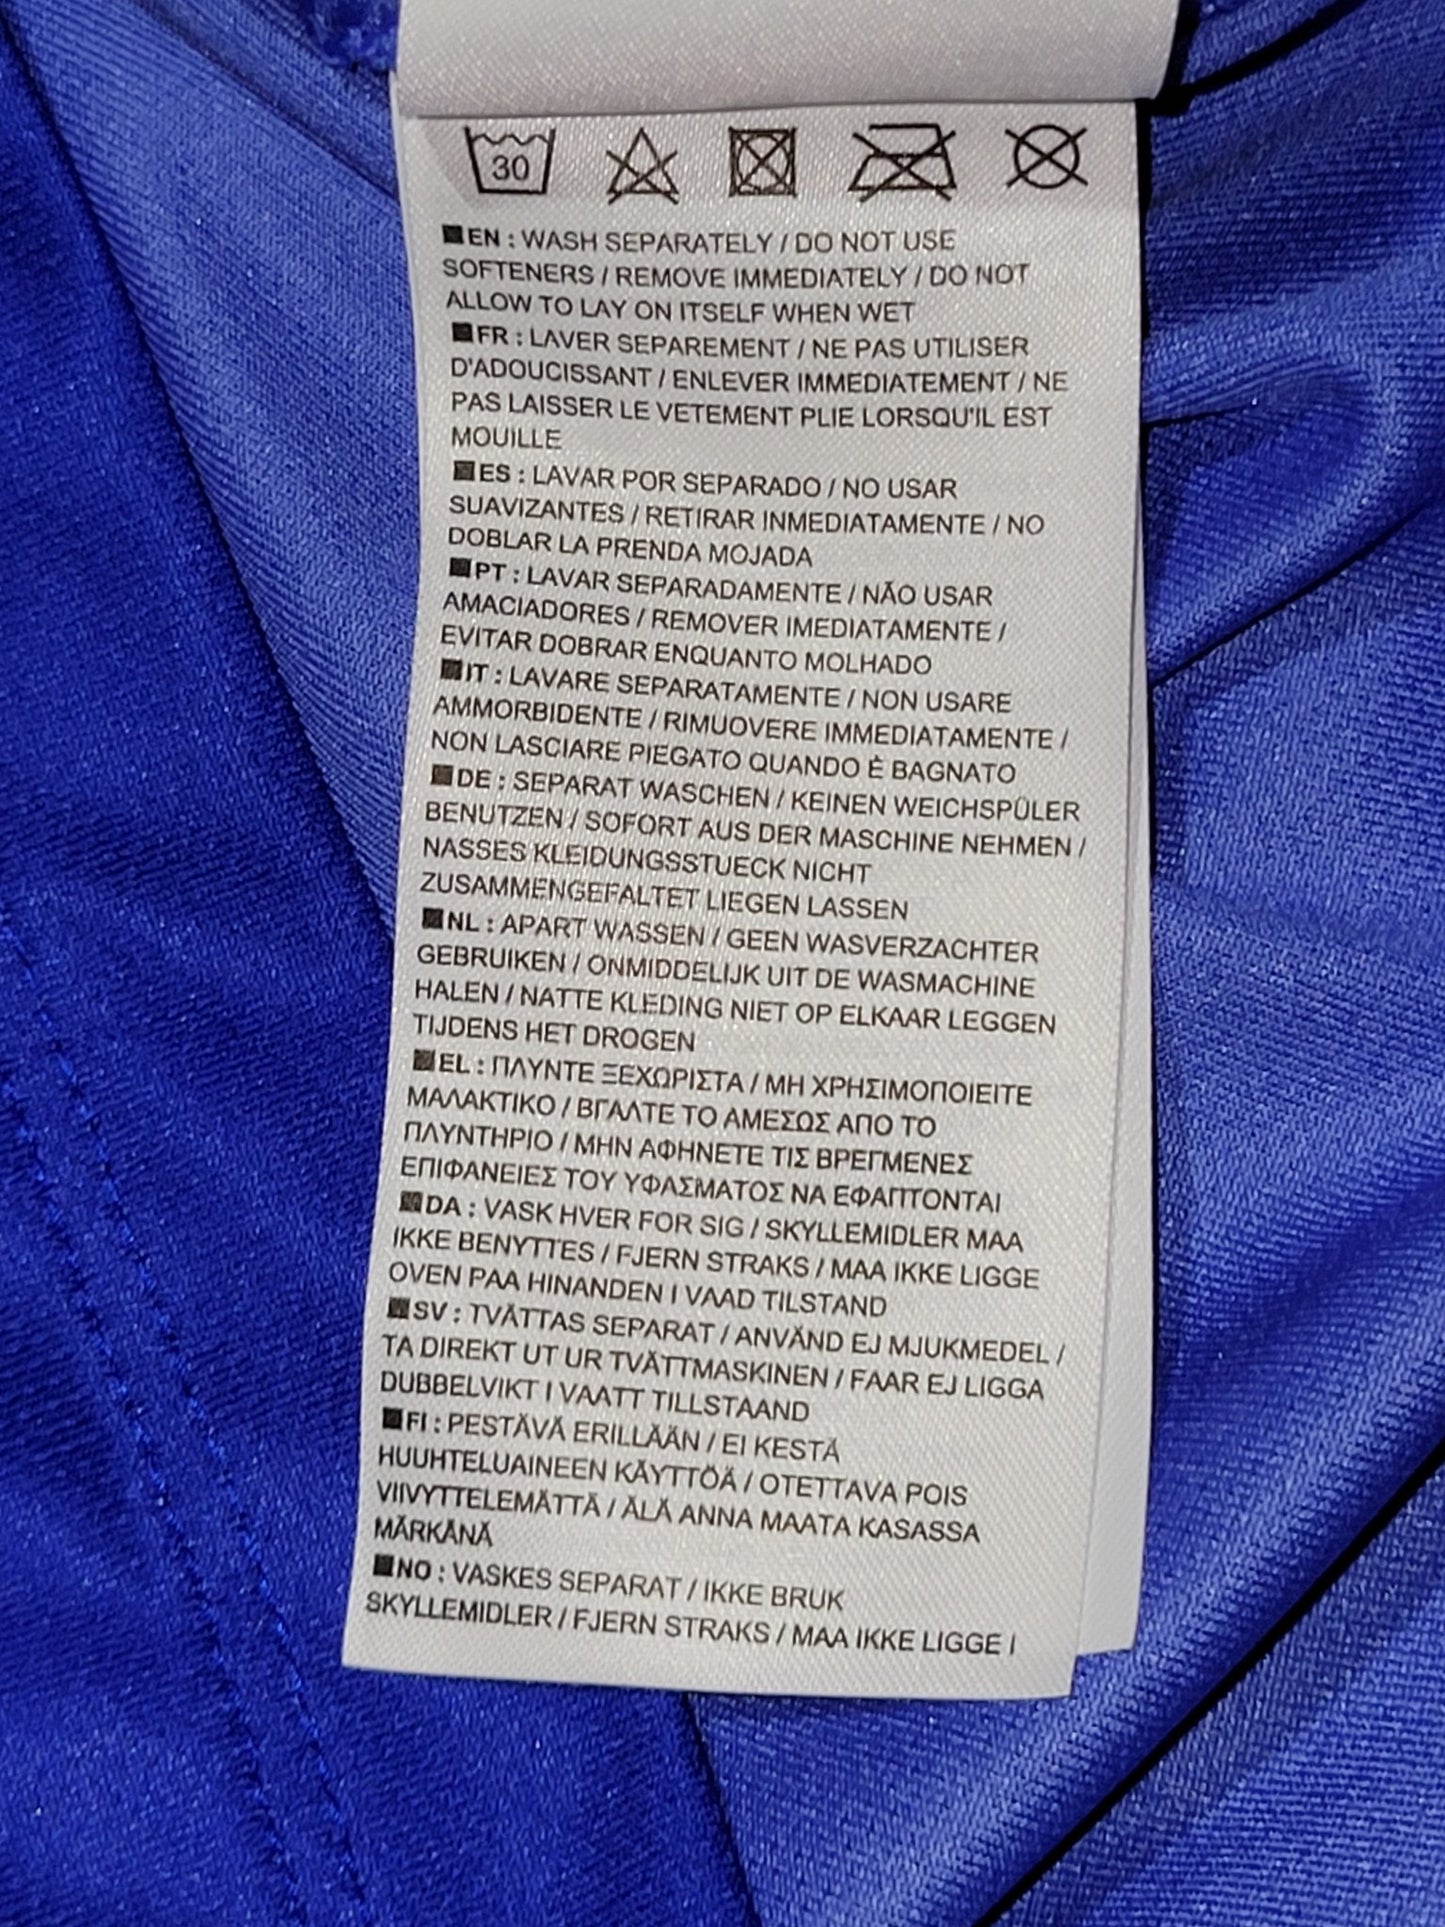 30
■EN : WASH SEPARATELY / DO NOT USE
SOFTENERS / REMOVE IMMEDIATELY / DO NOT
ALLOW TO LAY ON ITSELF WHEN WET
■FR : LAVER SEPAREMENT / NE PAS UTILISER
D'ADOUCISSANT / ENLEVER IMMEDIATEMENT / NE
PAS LAISSER LE VETEMENT PLIE LORSQU'IL EST
MOUILLE
■ES : LAVAR POR SEPARADO / NO USAR
SUAVIZANTES / RETIRAR INMEDIATAMENTE / NO
DOBLAR LA PRENDA MOJADA
■PT : LAVAR SEPARADAMENTE / NÃO USAR
AMACIADORES / REMOVER IMEDIATAMENTE /
EVITAR DOBRAR ENQUANTO MOLHADO
■IT : LAVARE SEPARATAMENTE / NON USARE
AMMORBIDENTE / RIMUOVERE IMMEDIATAMENTE /
NON LASCIARE PIEGATO QUANDO È BAGNATO
■DE : SEPARAT WASCHEN / KEINEN WEICHSPÜLER
BENUTZEN / SOFORT AUS DER MASCHINE NEHMEN /
NASSES KLEIDUNGSSTUECK NICHT
ZUSAMMENGEFALTET LIEGEN LASSEN
■NL : APART WASSEN / GEEN WASVERZACHTER
GEBRUIKEN / ONMIDDELIJK UIT DE WASMACHINE
HALEN / NATTE KLEDING NIET OP ELKAAR LEGGEN
TIJDENS HET DROGEN
■EL : ΠΛΥΝΤΕ ΞΕΧΩΡΙΣΤΑ / ΜΗ ΧΡΗΣΙΜΟΠΟΙΕΙΤΕ
ΜΑΛΑΚΤΙΚΟ / ΒΓΑΛΤΕ ΤΟ ΑΜΕΣΩΣ ΑΠΟ ΤΟ
ΠΛΥΝΤΗΡΙΟ / ΜΗΝ ΑΦΗΝΕΤΕ ΤΙΣ ΒΡΕΓΜΕΝΕΣ
ΕΠΙΦΑΝΕΙΕΣ ΤΟΥ ΥΦΑΣΜΑΤΟΣ ΝΑ ΕΦΑΠΤΟΝΤΑΙ
■DA : VASK HVER FOR SIG / SKYLLEMIDLER MAA
IKKE BENYTTES / FJERN STRAKS / MAA IKKE LIGGE
OVEN PAA HINANDEN I VAAD TILSTAND
■SV : TVÄTTAS SEPARAT / ANVÄND EJ MJUKMEDEL /
TA DIREKT UT UR TVÄTTMASKINEN / FAAR EJ LIGGA
DUBBELVIKT I VAATT TILLSTAAND
■FI : PESTÄVÄ ERILLÄÄN / EI KESTÄ
HUUHTELUAINEEN KÄYTTÖÄ / OTETTAVA POIS
VIIVYTTELEMÄTTÄ / ÄLÄ ANNA MAATA KASASSA
MÄRKÄNÄ
■NO : VASKES SEPARAT / IKKE BRUK
SKYLLEMIDLER / FJERN STRAKS / MAA IKKE LIGGE I